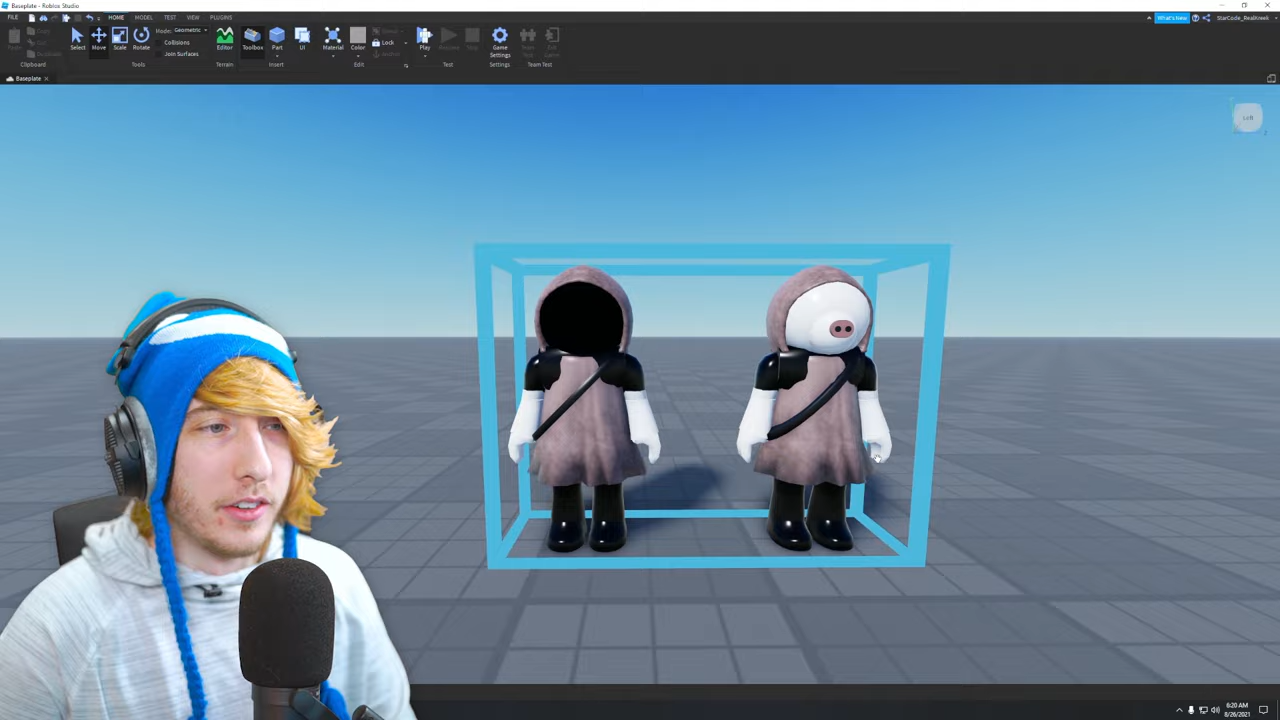 Baseplate - Roblox Studio
FILE HOME MODEL TEST VIEW PLUGINS What's New StarCode_RealKreek
Mode: Geometric
Collisions
Join Surfaces
Select Move Scale Rotate Editor Toolbox Part UI Material Color Lock Play Game Settings Team Test
Clipboard Tools Terrain Insert Edit Test Settings Team Test
Baseplate
6:20 AM
8/26/2021